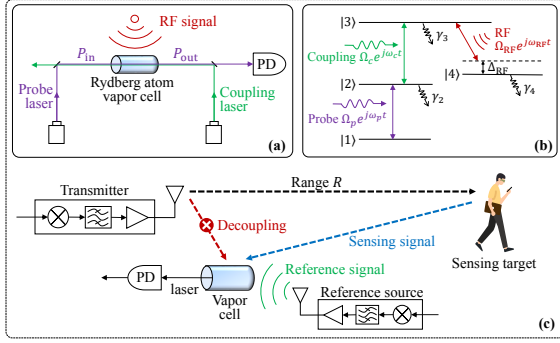 RF signal
P_in
P_out
PD
Rydberg atom
vapor cell
Probe
laser
Coupling
laser
(a)
|3⟩
γ₃
RF
Ω_RF e^{jω_RF t}
Coupling Ω_c e^{jω_c t}
Δ_RF
|4⟩
γ₄
|2⟩
γ₂
Probe Ω_p e^{jω_p t}
|1⟩
(b)
Transmitter
Range R
Decoupling
Sensing signal
Sensing target
Reference signal
PD
laser
Vapor
cell
Reference source
(c)